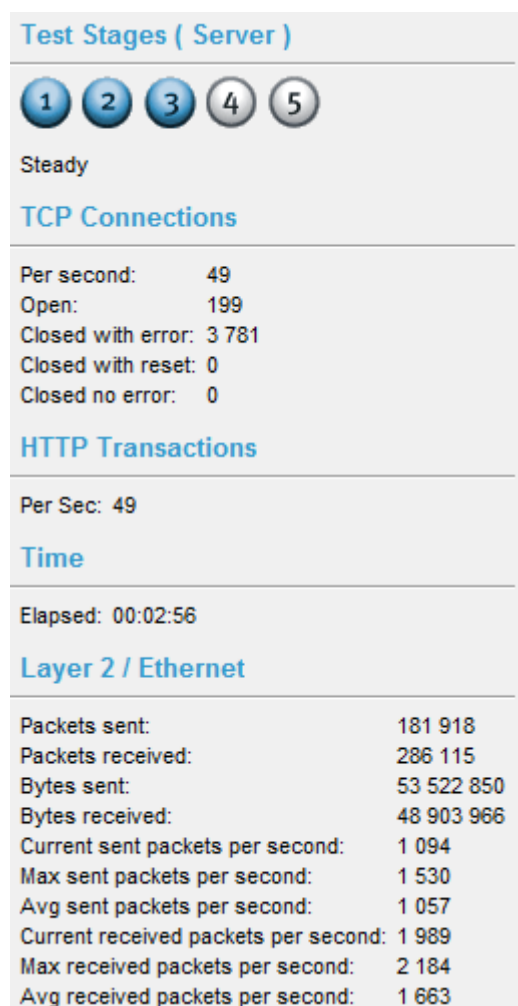 Test Stages ( Server )
1 2 3 4 5
Steady
TCP Connections
Per second: 49
Open: 199
Closed with error: 3 781
Closed with reset: 0
Closed no error: 0
HTTP Transactions
Per Sec: 49
Time
Elapsed: 00:02:56
Layer 2 / Ethernet
Packets sent: 181 918
Packets received: 286 115
Bytes sent: 53 522 850
Bytes received: 48 903 966
Current sent packets per second: 1 094
Max sent packets per second: 1 530
Avg sent packets per second: 1 057
Current received packets per second: 1 989
Max received packets per second: 2 184
Avg received packets per second: 1 663